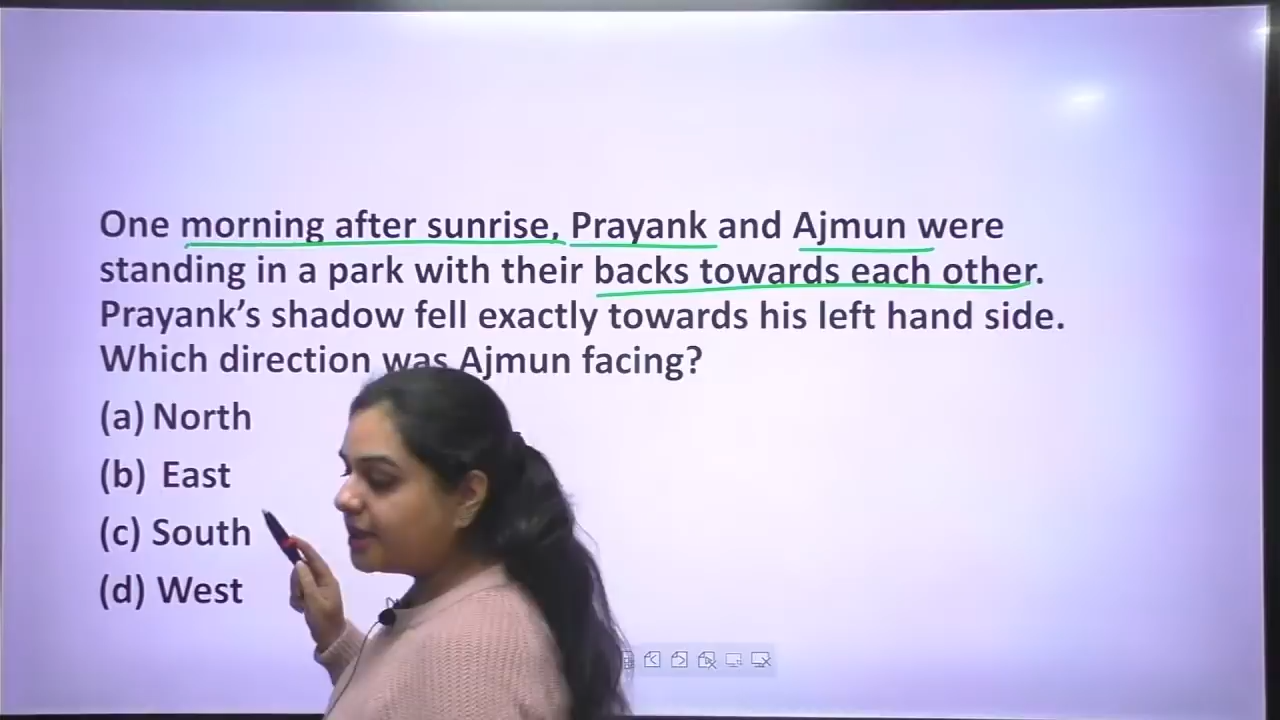 One morning after sunrise, Prayank and Ajmun were
standing in a park with their backs towards each other.
Prayank's shadow fell exactly towards his left hand side.
Which direction was Ajmun facing?
(a) North
(b) East
(c) South
(d) West